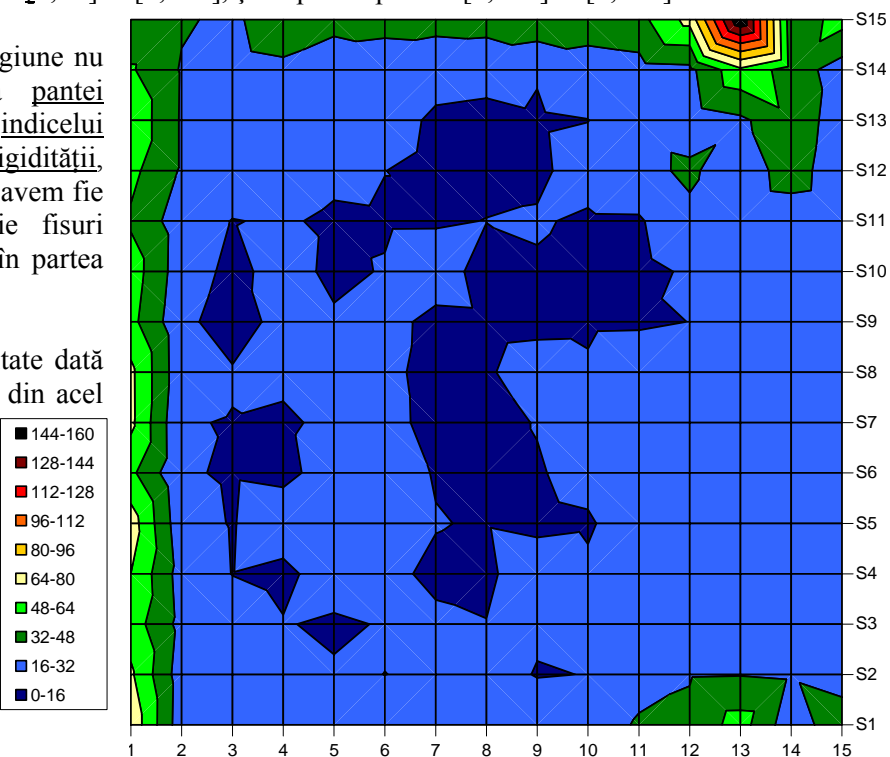 giune nu
pantei
indicelui
igidității,
avem fie
ie fisuri
în partea
tate dată
din acel
144-160
128-144
112-128
96-112
80-96
64-80
48-64
32-48
16-32
0-16
S15
S14
S13
S12
S11
S10
S9
S8
S7
S6
S5
S4
S3
S2
S1
1 2 3 4 5 6 7 8 9 10 11 12 13 14 15